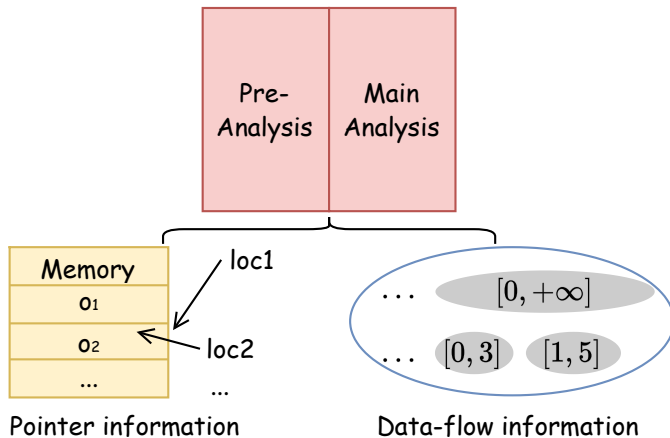 Pre-
Analysis
Main
Analysis
Memory
o1
o2
...
loc1
loc2
...
Pointer information
... [0, +∞]
... [0, 3] [1, 5]
Data-flow information